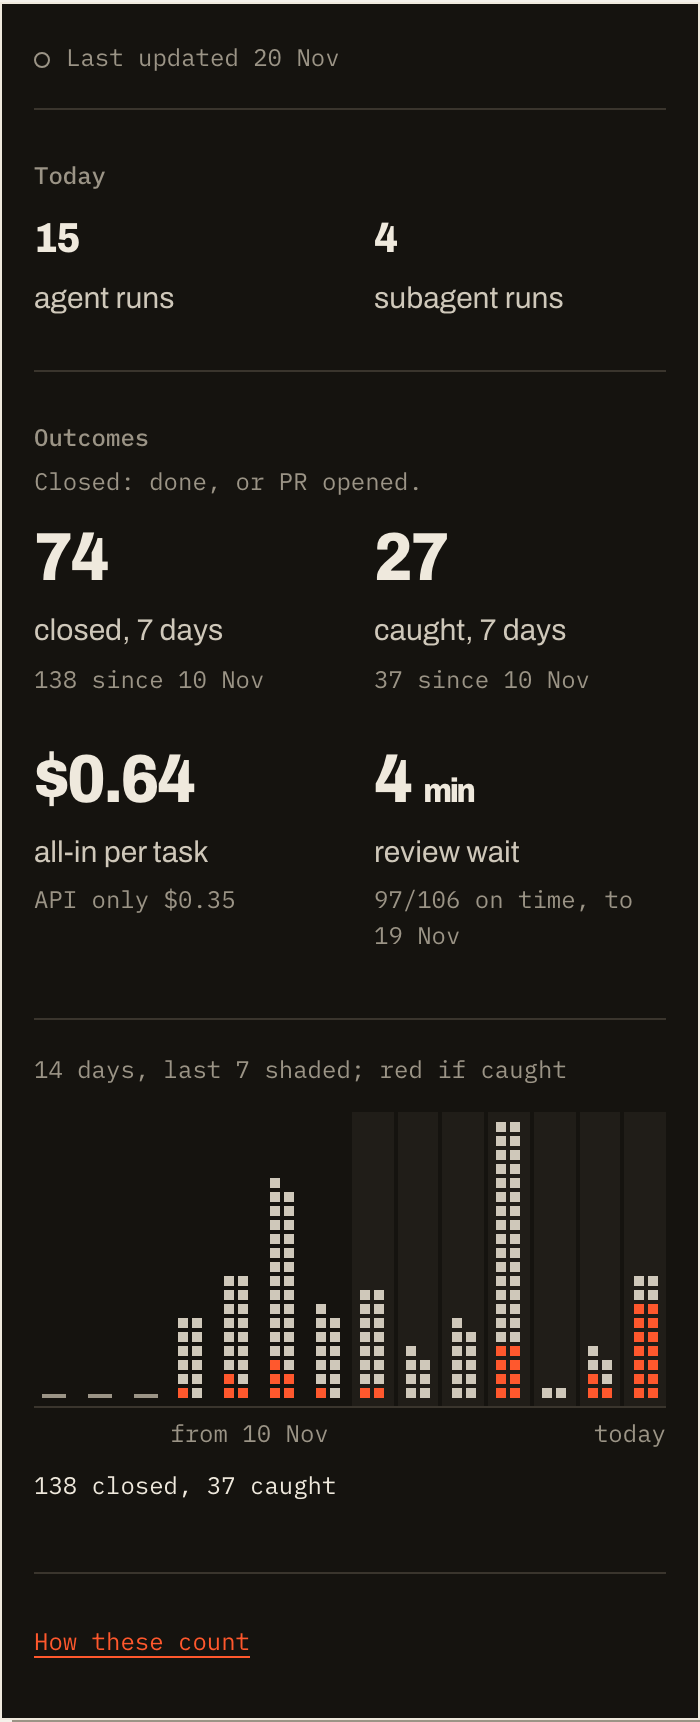 Last updated 20 Nov
Today
15
4
agent runs
subagent runs
Outcomes
Closed: done, or PR opened.
74
27
closed, 7 days
caught, 7 days
138 since 10 Nov
37 since 10 Nov
$0.64
4 min
all-in per task
review wait
API only $0.35
97/106 on time, to
19 Nov
14 days, last 7 shaded; red if caught
from 10 Nov
today
138 closed, 37 caught
How these count